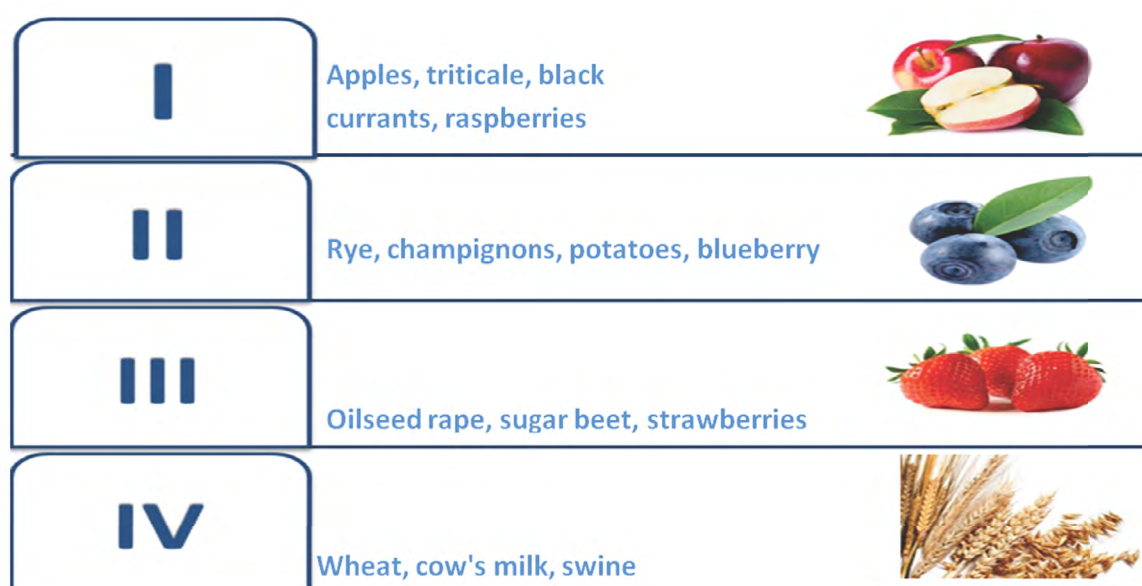 I
Apples, triticale, black
currants, raspberries
II
Rye, champignons, potatoes, blueberry
III
Oilseed rape, sugar beet, strawberries
IV
Wheat, cow's milk, swine